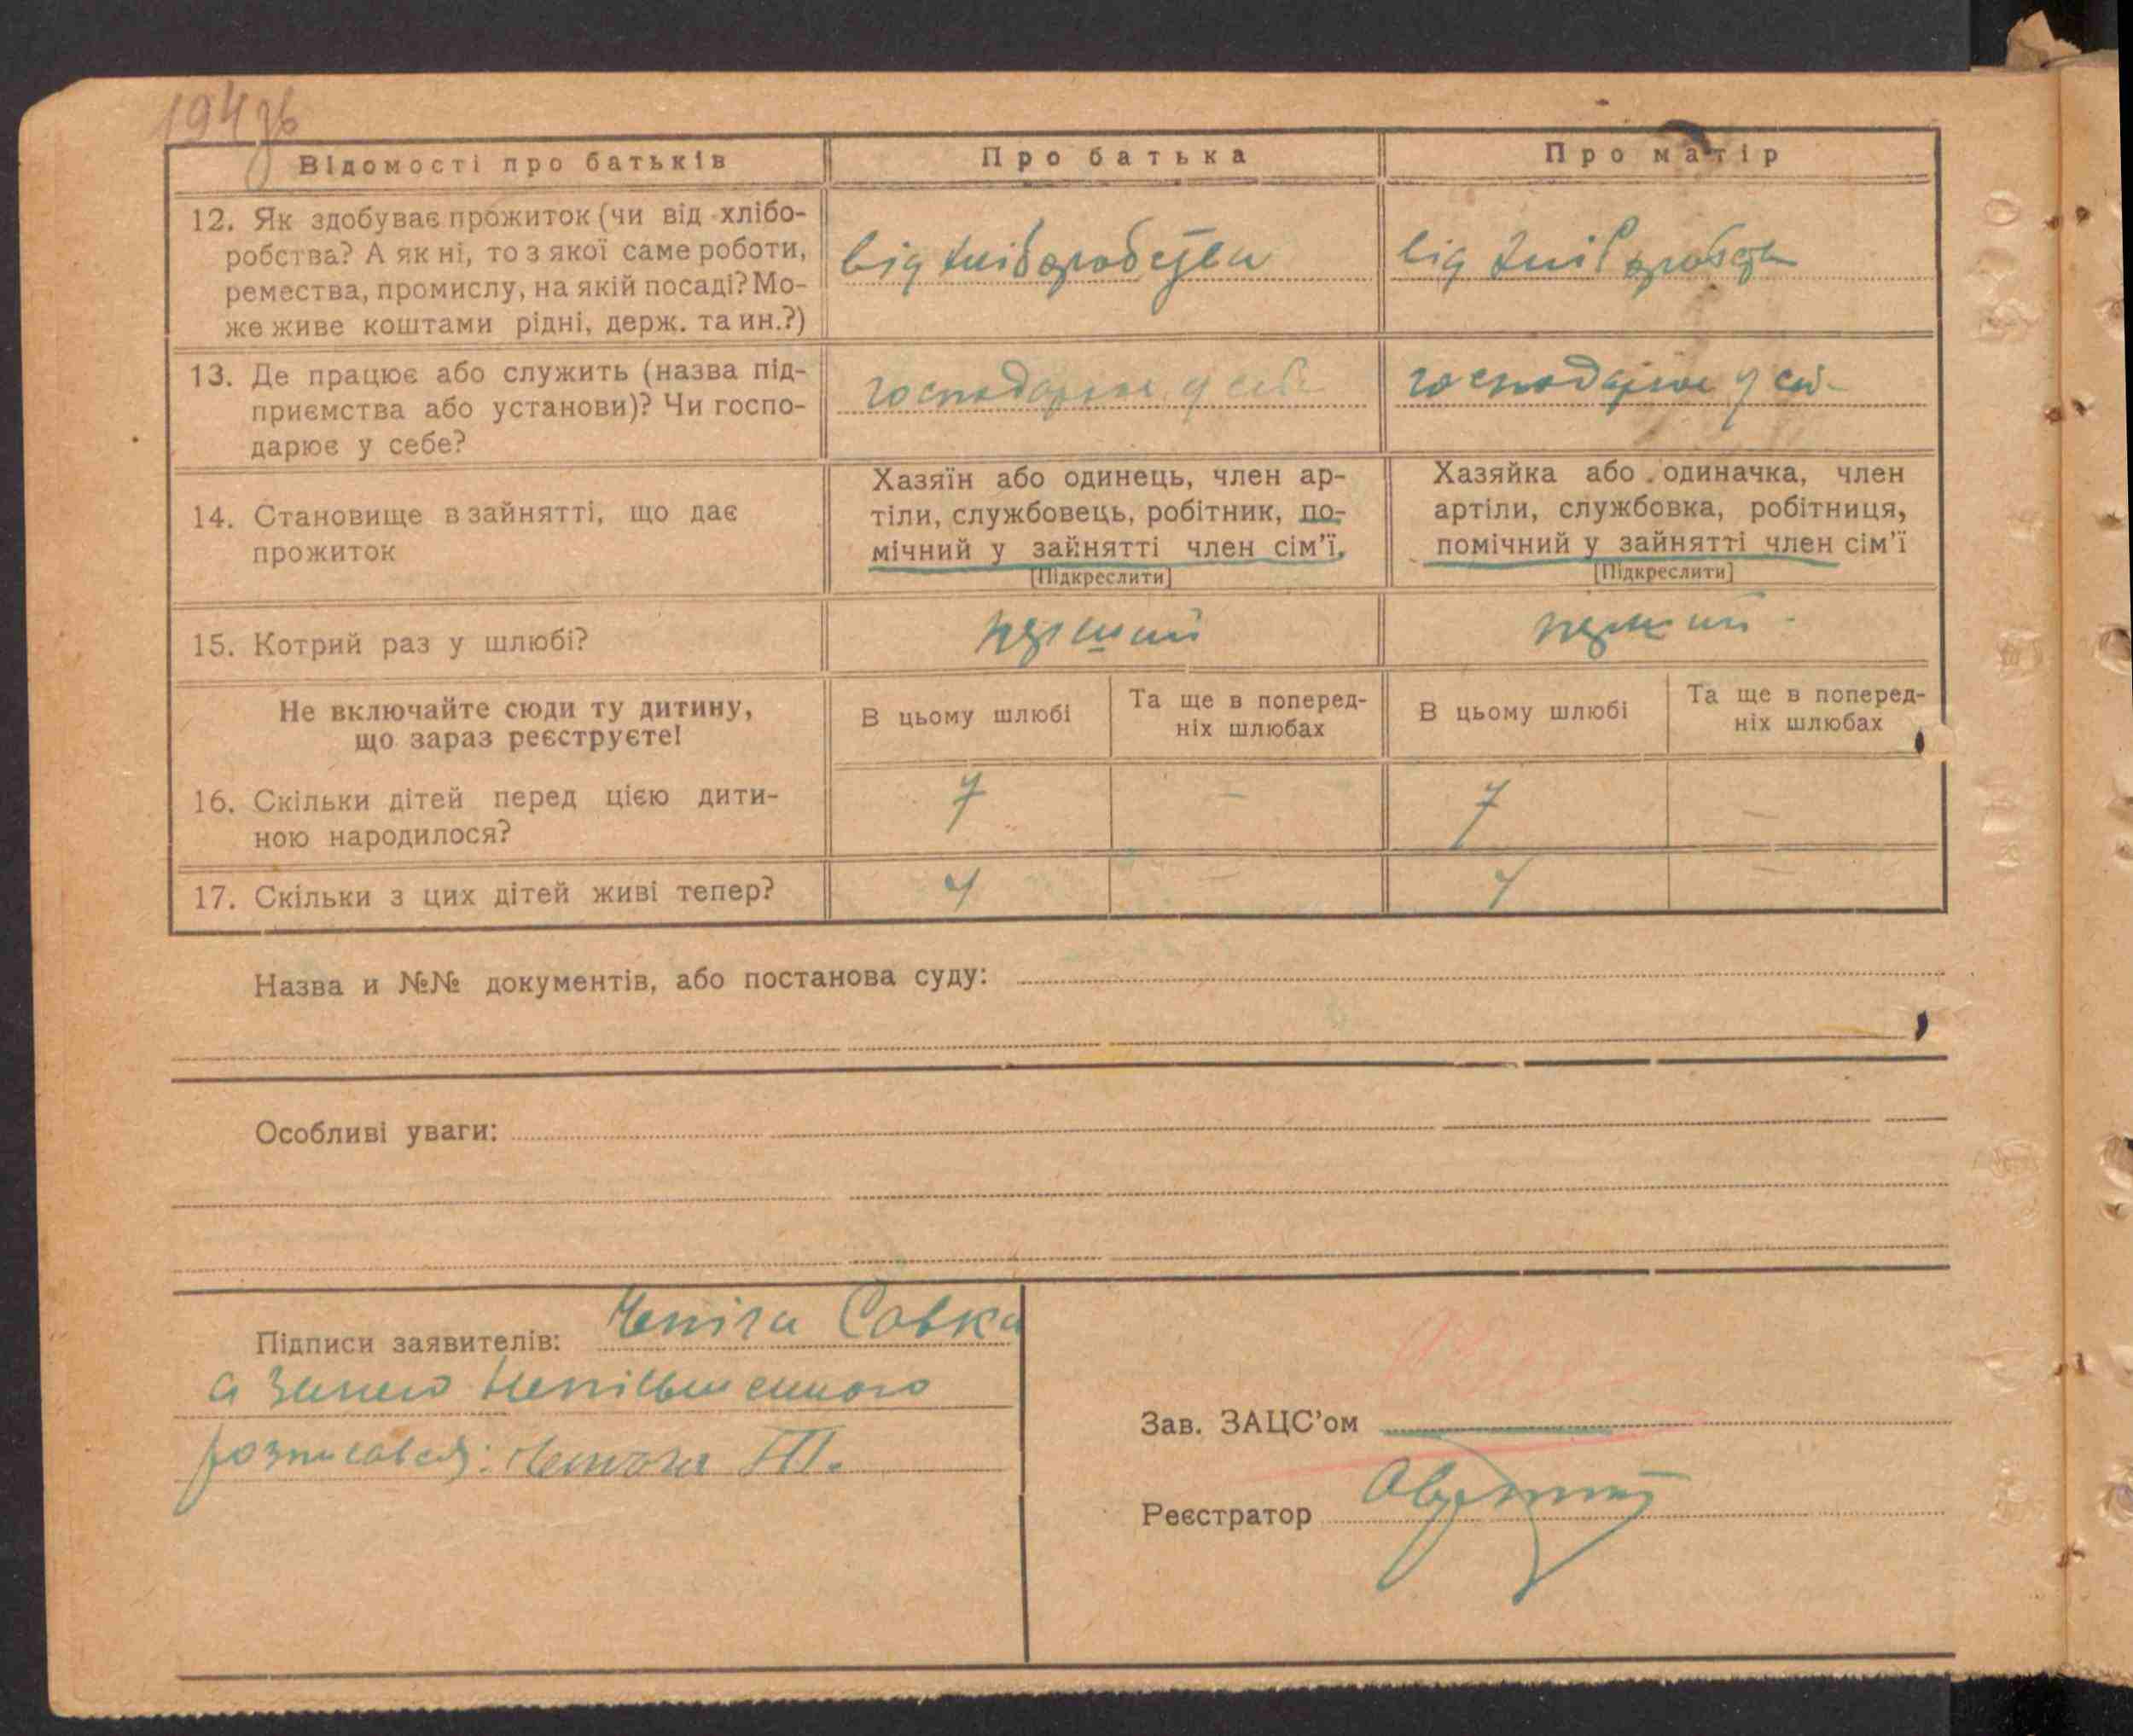 194зв
Відомості про батьків
Про батька
Про матір
12. Як здобуває прожиток (чи від хлібо-
робства? А як ні, то з якої саме роботи,
ремества, промислу, на якій посаді? Мо-
же живе коштами рідні, держ. та ин.?)
від хліборобства
від хліборобства
13. Де працює або служить (назва під-
приємства або установи)? Чи госпо-
дарює у себе?
господарює у себе
господарює у себе
14. Становище в зайнятті, що дає
прожиток
Хазяїн або одинець, член ар-
тіли, службовець, робітник, по-
мічний у зайнятті член сім'ї.
[Підкреслити]
Хазяйка або одиначка, член
артіли, службовка, робітниця,
помічний у зайнятті член сім'ї
[Підкреслити]
15. Котрий раз у шлюбі?
перший
перший
Не включайте сюди ту дитину,
що зараз реєструєте!
В цьому шлюбі
Та ще в поперед-
ніх шлюбах
В цьому шлюбі
Та ще в поперед-
ніх шлюбах
16. Скільки дітей перед цією дити-
ною народилося?
7 –
7 –
17. Скільки з цих дітей живі тепер?
4 –
4 –
Назва и №№ документів, або постанова суду:
Особливі уваги:
Підписи заявителів: Чепіга Савка
а за нього неписьменного
розписався:
Зав. ЗАЦС'ом
Реєстратор